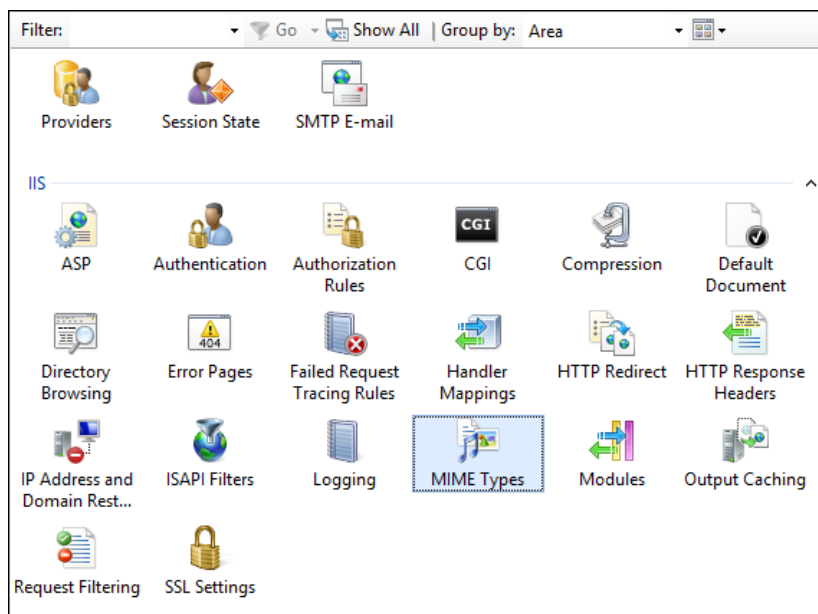 Filter: Go Show All Group by: Area
Providers Session State SMTP E-mail
IIS
ASP Authentication Authorization Rules CGI Compression Default Document
CGI
404
Directory Browsing Error Pages Failed Request Tracing Rules Handler Mappings HTTP Redirect HTTP Response Headers
IP Address and Domain Rest... ISAPI Filters Logging MIME Types Modules Output Caching
Request Filtering SSL Settings